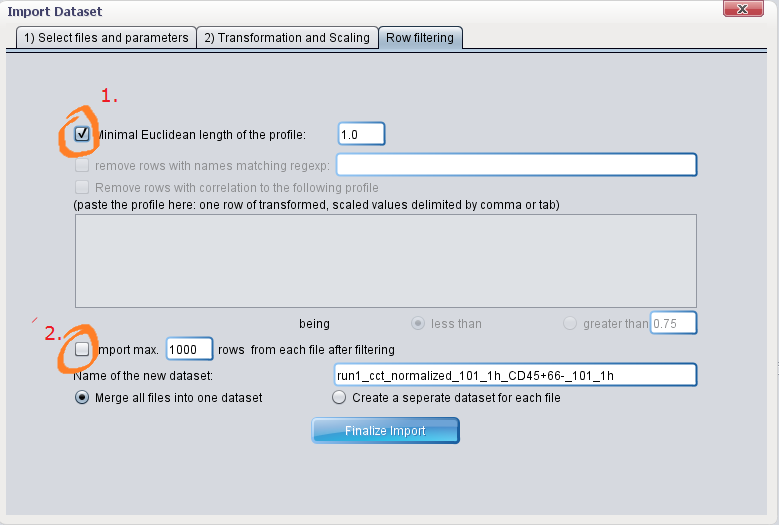 Import Dataset
1) Select files and parameters 2) Transformation and Scaling Row filtering
1.
Minimal Euclidean length of the profile: 1.0
remove rows with names matching regexp:
Remove rows with correlation to the following profile
(paste the profile here: one row of transformed, scaled values delimited by comma or tab)
being less than greater than 0.75
2.
Import max. 1000 rows from each file after filtering
Name of the new dataset: run1_cct_normalized_101_1h_CD45+66-_101_1h
Merge all files into one dataset Create a seperate dataset for each file
Finalize Import